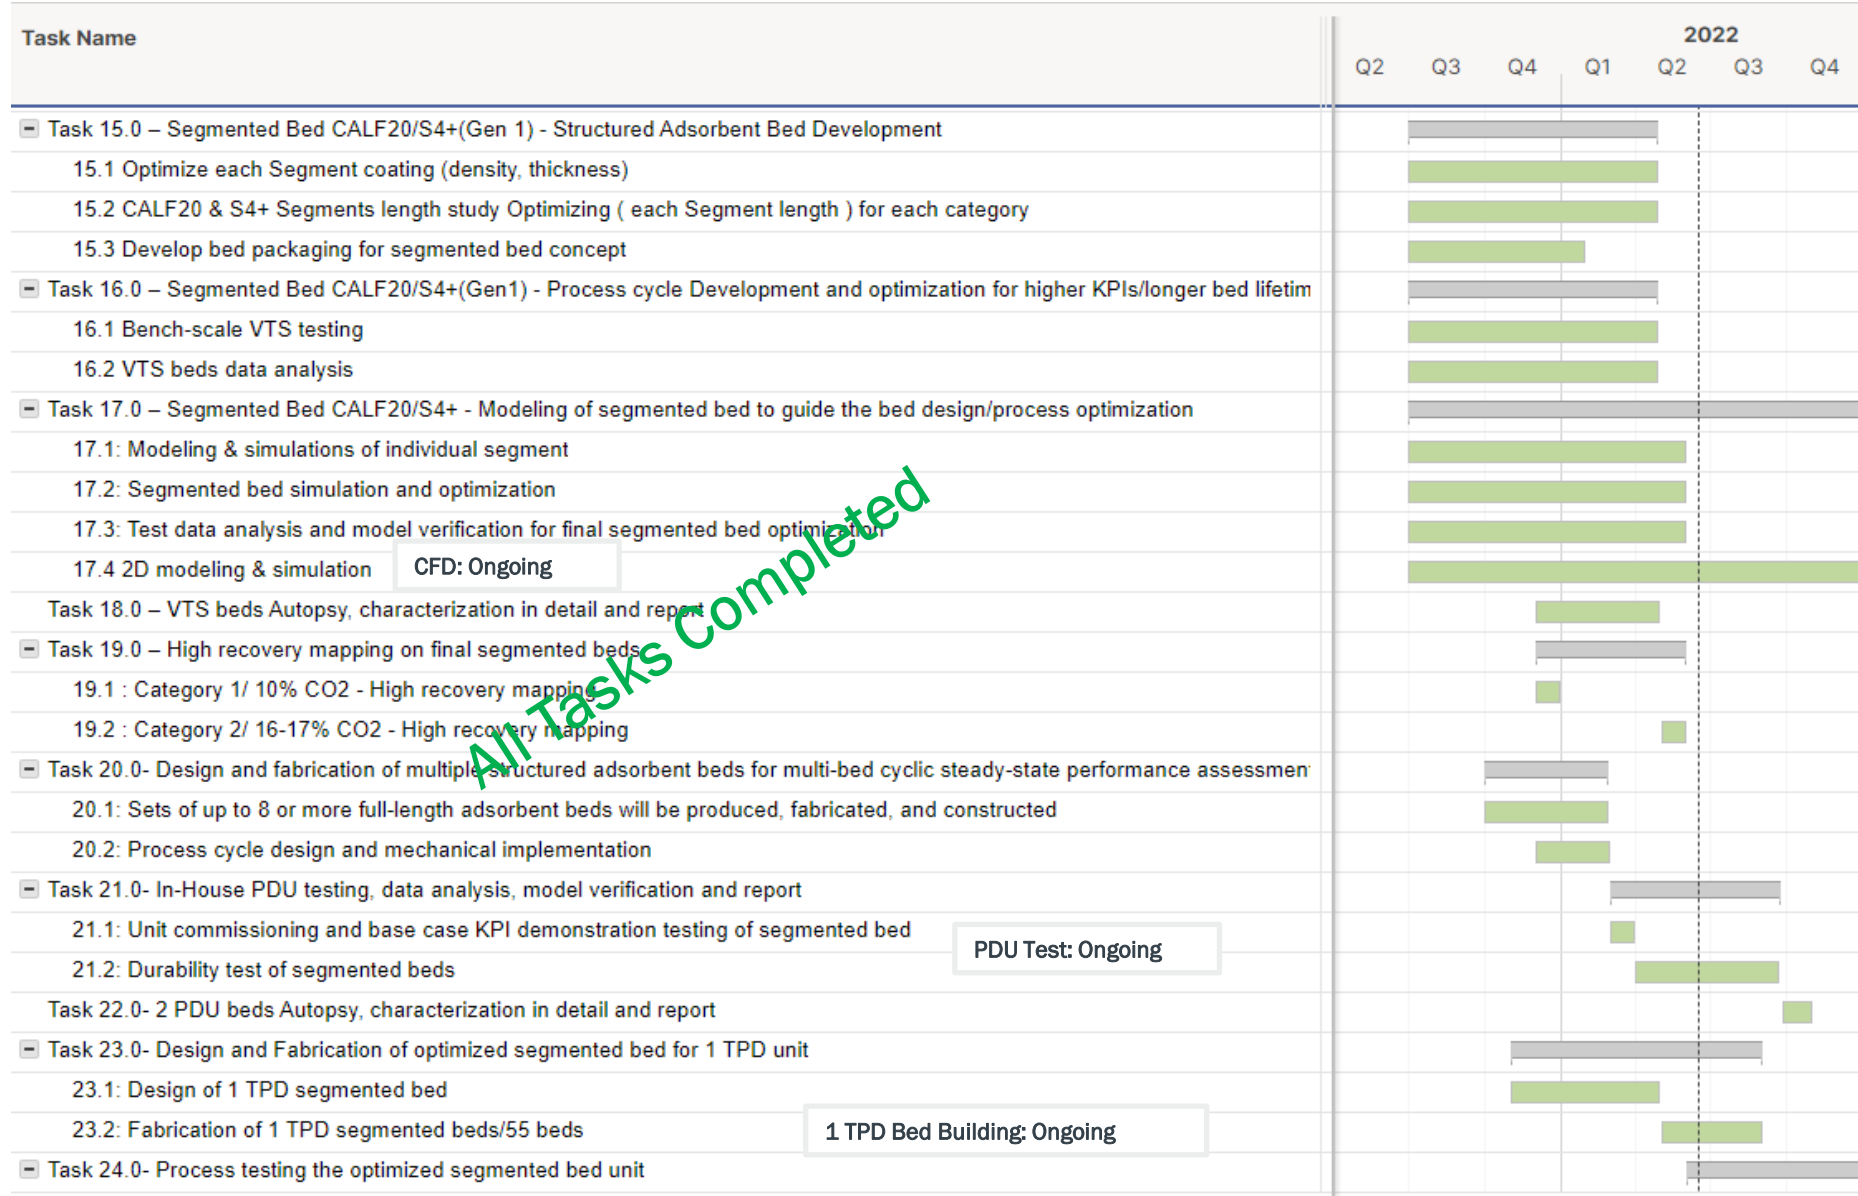 Task Name
2022
Q2 Q3 Q4 Q1 Q2 Q3 Q4
Task 15.0 – Segmented Bed CALF20/S4+(Gen 1) - Structured Adsorbent Bed Development
15.1 Optimize each Segment coating (density, thickness)
15.2 CALF20 & S4+ Segments length study Optimizing ( each Segment length ) for each category
15.3 Develop bed packaging for segmented bed concept
Task 16.0 – Segmented Bed CALF20/S4+(Gen1) - Process cycle Development and optimization for higher KPIs/longer bed lifetim
16.1 Bench-scale VTS testing
16.2 VTS beds data analysis
Task 17.0 – Segmented Bed CALF20/S4+ - Modeling of segmented bed to guide the bed design/process optimization
17.1: Modeling & simulations of individual segment
17.2: Segmented bed simulation and optimization
17.3: Test data analysis and model verification for final segmented bed optimization
17.4 2D modeling & simulation
CFD: Ongoing
Task 18.0 – VTS beds Autopsy, characterization in detail and report
Task 19.0 – High recovery mapping on final segmented beds
19.1 : Category 1/ 10% CO2 - High recovery mapping
19.2 : Category 2/ 16-17% CO2 - High recovery mapping
All Tasks Completed
Task 20.0- Design and fabrication of multiple structured adsorbent beds for multi-bed cyclic steady-state performance assessmen
20.1: Sets of up to 8 or more full-length adsorbent beds will be produced, fabricated, and constructed
20.2: Process cycle design and mechanical implementation
Task 21.0- In-House PDU testing, data analysis, model verification and report
21.1: Unit commissioning and base case KPI demonstration testing of segmented bed
PDU Test: Ongoing
21.2: Durability test of segmented beds
Task 22.0- 2 PDU beds Autopsy, characterization in detail and report
Task 23.0- Design and Fabrication of optimized segmented bed for 1 TPD unit
23.1: Design of 1 TPD segmented bed
23.2: Fabrication of 1 TPD segmented beds/55 beds
1 TPD Bed Building: Ongoing
Task 24.0- Process testing the optimized segmented bed unit